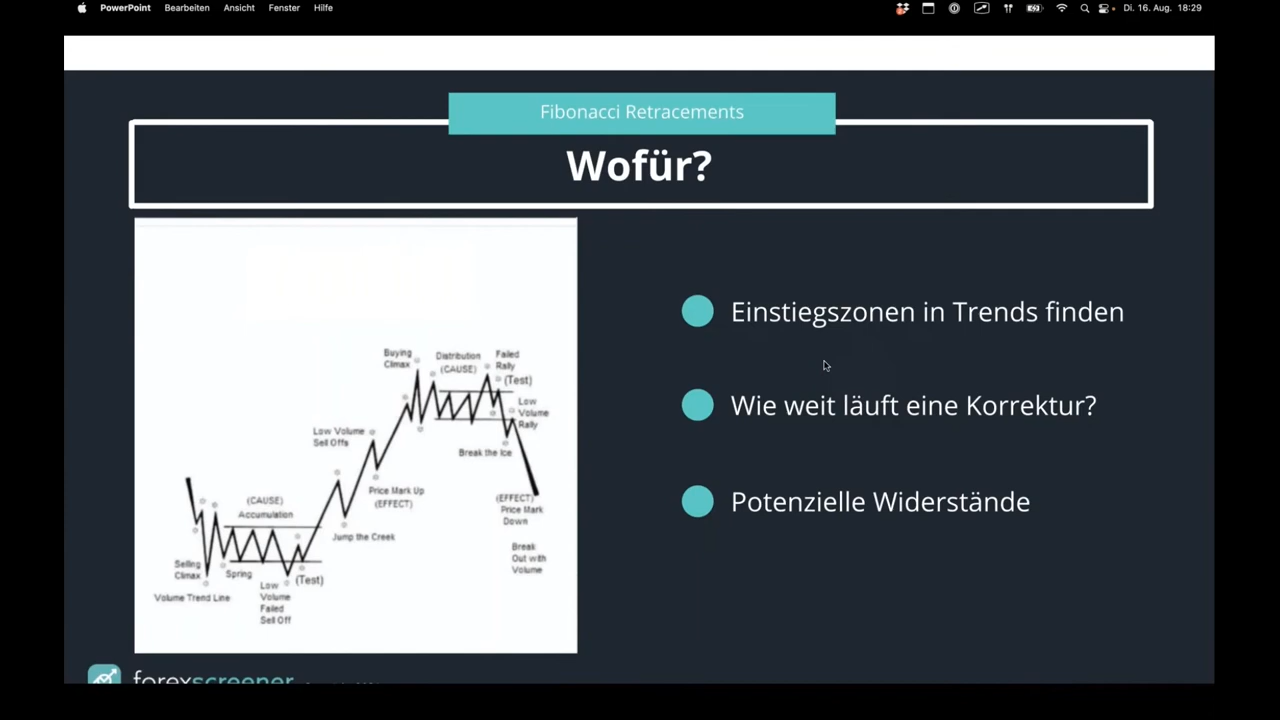 PowerPoint Bearbeiten Ansicht Fenster Hilfe
Di. 16. Aug. 18:29
Fibonacci Retracements
Wofür?
Einstiegszonen in Trends finden
Wie weit läuft eine Korrektur?
Potenzielle Widerstände
Buying
Climax
Distribution
(CAUSE)
Failed
Rally
(Test)
Low
Volume
Rally
Low Volume
Sell Offs
Break the Ice
Price Mark Up
(EFFECT)
(EFFECT)
Price Mark
Down
(CAUSE)
Accumulation
Jump the Creek
Break
Out with
Volume
Selling
Climax
Spring
(Test)
Low
Volume
Failed
Sell Off
Volume Trend Line
forexscreener